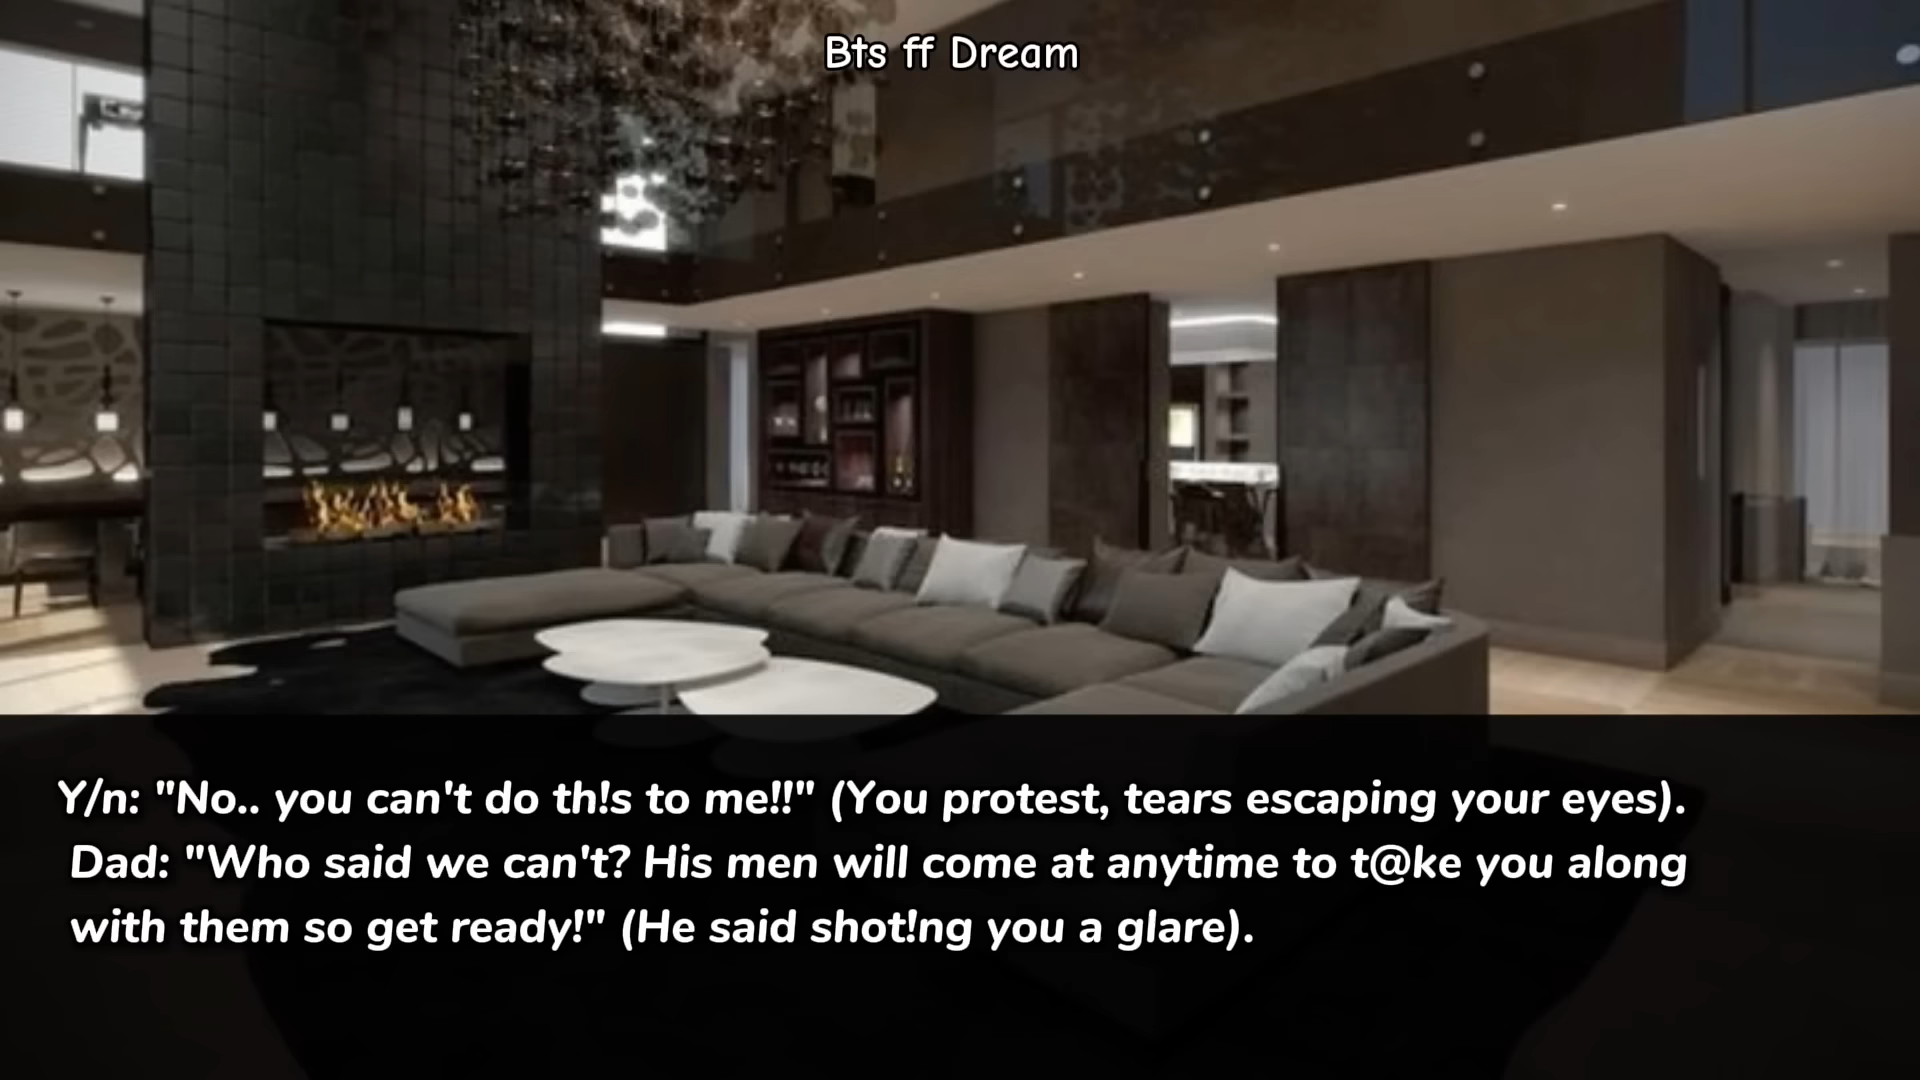 Bts ff Dream
Y/n: "No.. you can't do th!s to me!!" (You protest, tears escaping your eyes).
Dad: "Who said we can't? His men will come at anytime to t@ke you along
with them so get ready!" (He said shot!ng you a glare).